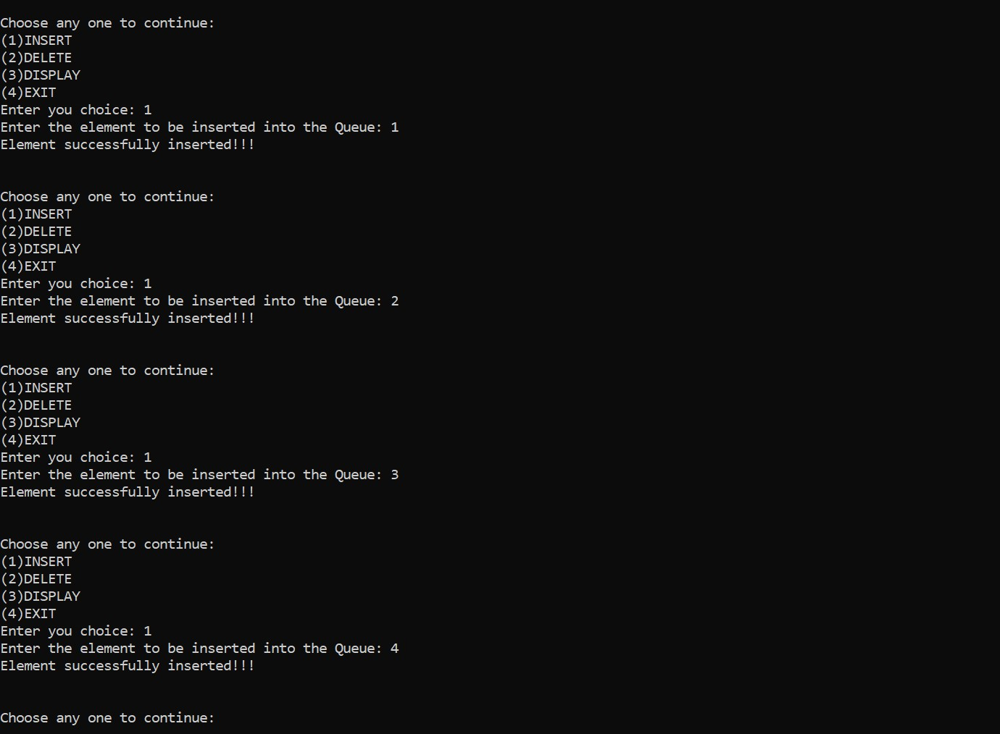 Choose any one to continue:
(1)INSERT
(2)DELETE
(3)DISPLAY
(4)EXIT
Enter you choice: 1
Enter the element to be inserted into the Queue: 1
Element successfully inserted!!!
Choose any one to continue:
(1)INSERT
(2)DELETE
(3)DISPLAY
(4)EXIT
Enter you choice: 1
Enter the element to be inserted into the Queue: 2
Element successfully inserted!!!
Choose any one to continue:
(1)INSERT
(2)DELETE
(3)DISPLAY
(4)EXIT
Enter you choice: 1
Enter the element to be inserted into the Queue: 3
Element successfully inserted!!!
Choose any one to continue:
(1)INSERT
(2)DELETE
(3)DISPLAY
(4)EXIT
Enter you choice: 1
Enter the element to be inserted into the Queue: 4
Element successfully inserted!!!
Choose any one to continue: